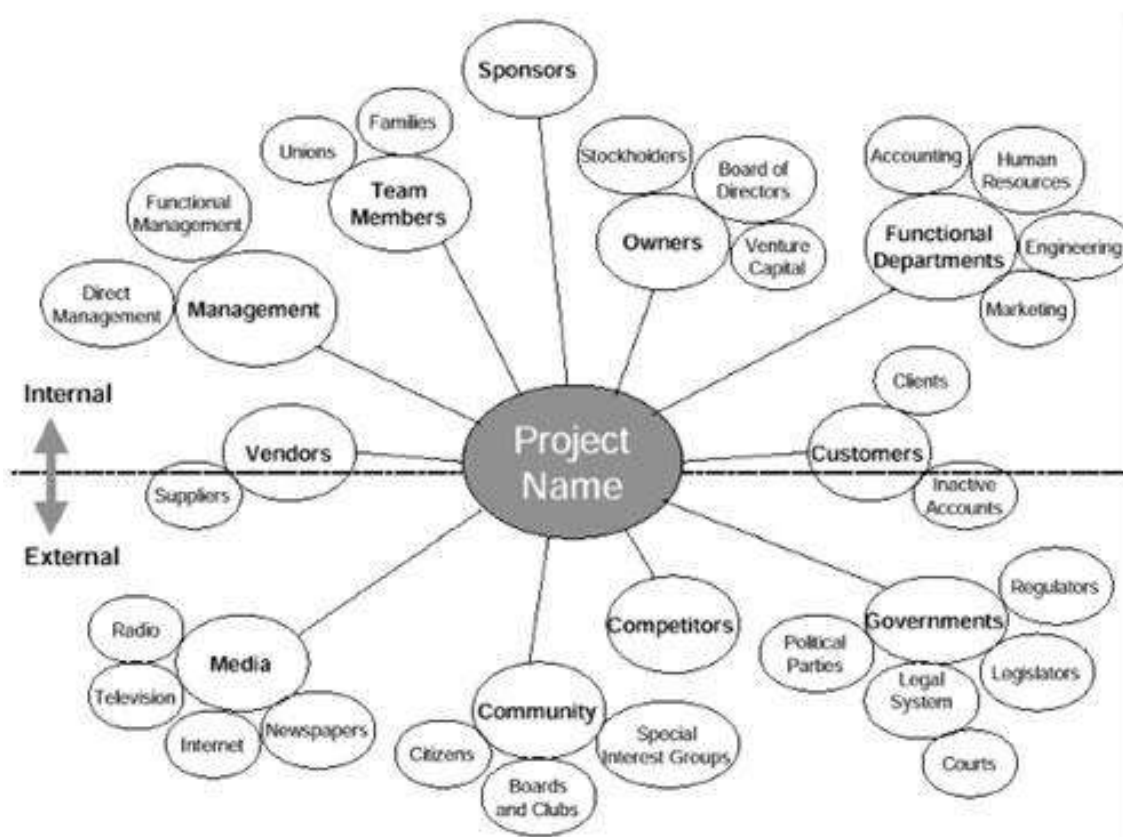 Sponsors
Families
Unions
Team
Members
Stockholders
Board of
Directors
Owners
Venture
Capital
Accounting
Human
Resources
Functional
Departments
Engineering
Marketing
Functional
Management
Direct
Management
Management
Internal
External
Vendors
Suppliers
Project
Name
Clients
Customers
Inactive
Accounts
Radio
Media
Television
Internet
Newspapers
Community
Citizens
Boards
and Clubs
Special
Interest Groups
Competitors
Governments
Regulators
Political
Parties
Legal
System
Legislators
Courts